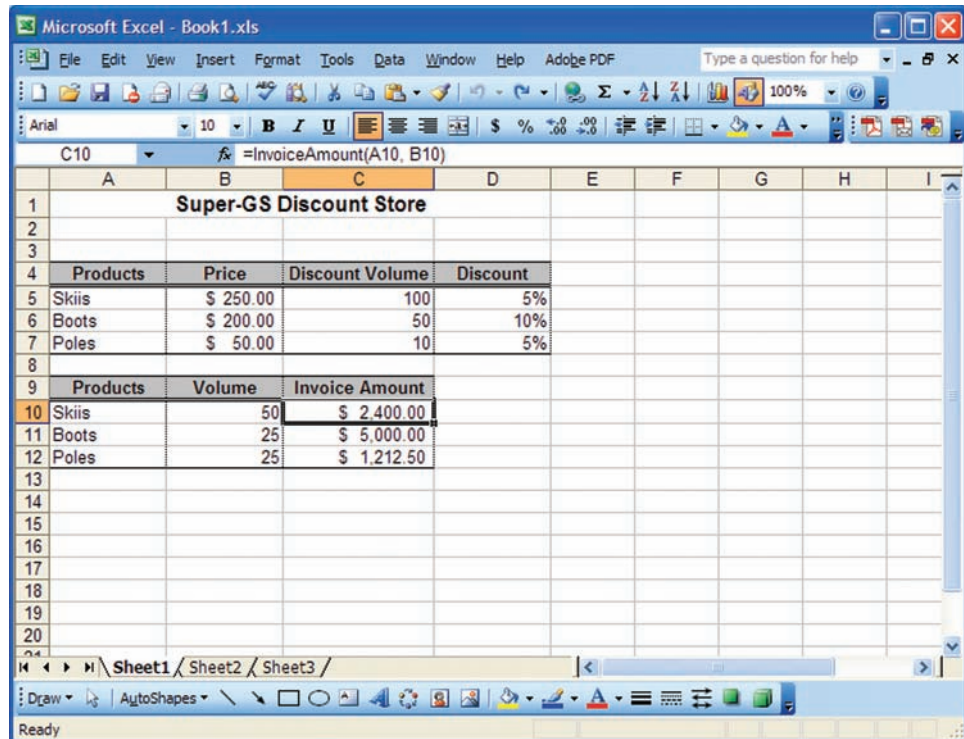 Microsoft Excel - Book1.xls
File Edit View Insert Format Tools Data Window Help Adobe PDF Type a question for help
ABC Σ A Z Z A 100%
Arial 10 B I U $ % .0 .00 .00 .0 A
C10 fx =InvoiceAmount(A10, B10)
A B C D E F G H I
1 Super-GS Discount Store
2
3
4 Products Price Discount Volume Discount
5 Skiis $ 250.00 100 5%
6 Boots $ 200.00 50 10%
7 Poles $ 50.00 10 5%
8
9 Products Volume Invoice Amount
10 Skiis 50 $ 2,400.00
11 Boots 25 $ 5,000.00
12 Poles 25 $ 1,212.50
13
14
15
16
17
18
19
20
Sheet1 Sheet2 Sheet3
Draw AutoShapes A A
Ready